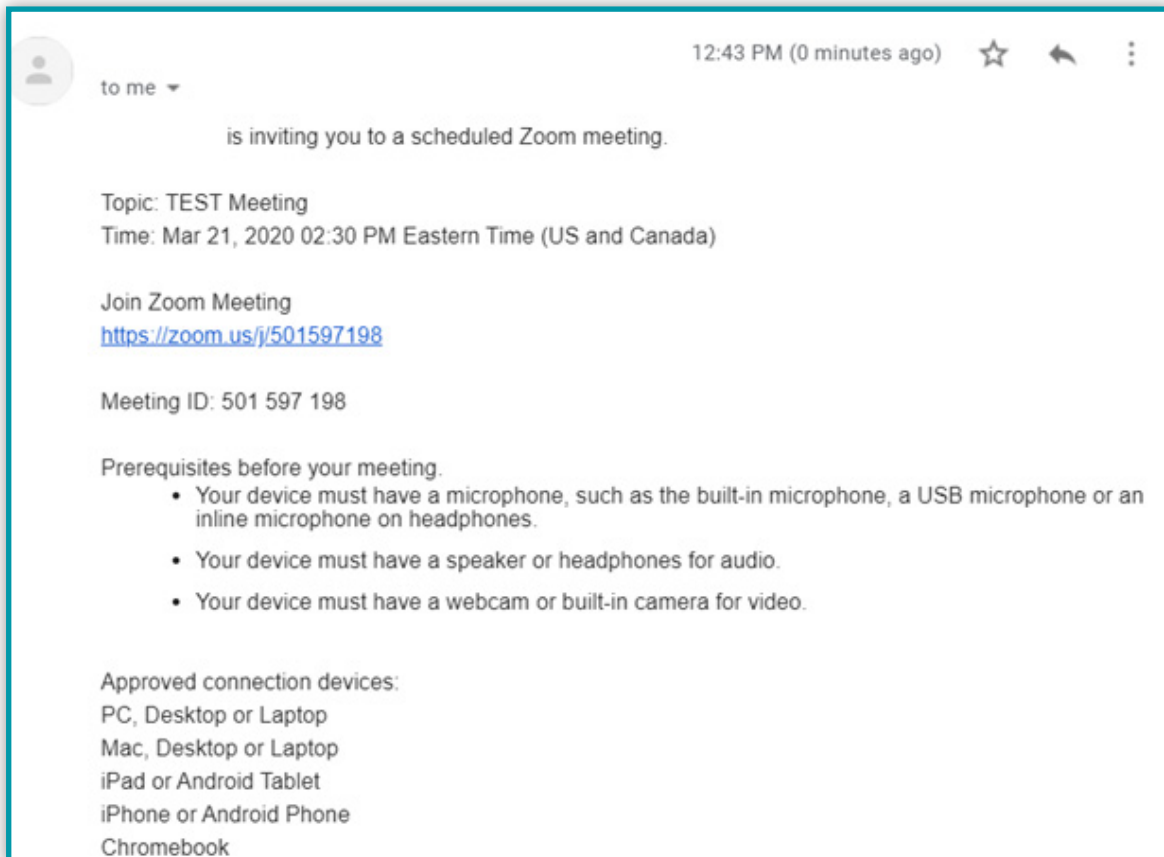 12:43 PM (0 minutes ago)
to me
is inviting you to a scheduled Zoom meeting.
Topic: TEST Meeting
Time: Mar 21, 2020 02:30 PM Eastern Time (US and Canada)
Join Zoom Meeting
https://zoom.us/j/501597198
Meeting ID: 501 597 198
Prerequisites before your meeting.
• Your device must have a microphone, such as the built-in microphone, a USB microphone or an
inline microphone on headphones.
• Your device must have a speaker or headphones for audio.
• Your device must have a webcam or built-in camera for video.
Approved connection devices:
PC, Desktop or Laptop
Mac, Desktop or Laptop
iPad or Android Tablet
iPhone or Android Phone
Chromebook